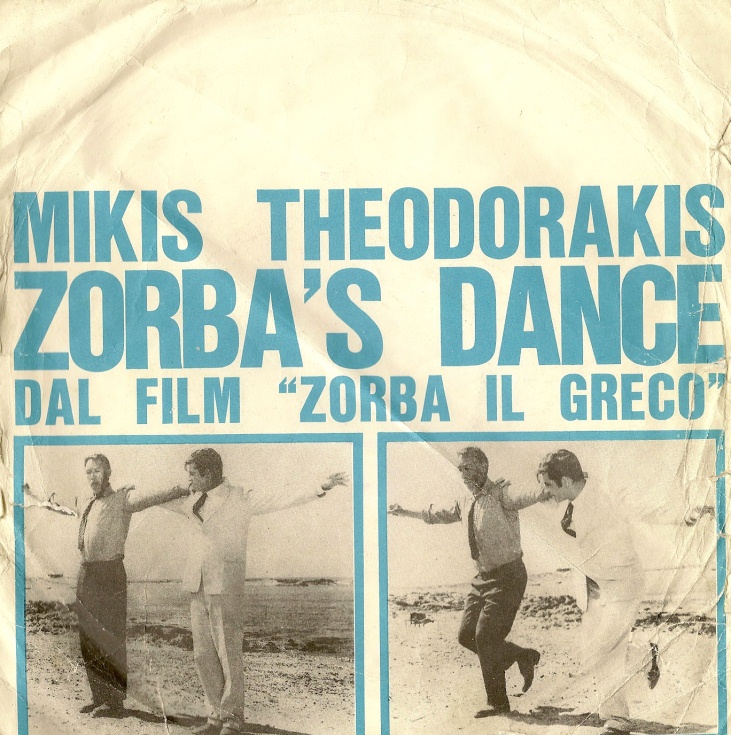 MIKIS THEODORAKIS
ZORBA'S DANCE
DAL FILM "ZORBA IL GRECO"